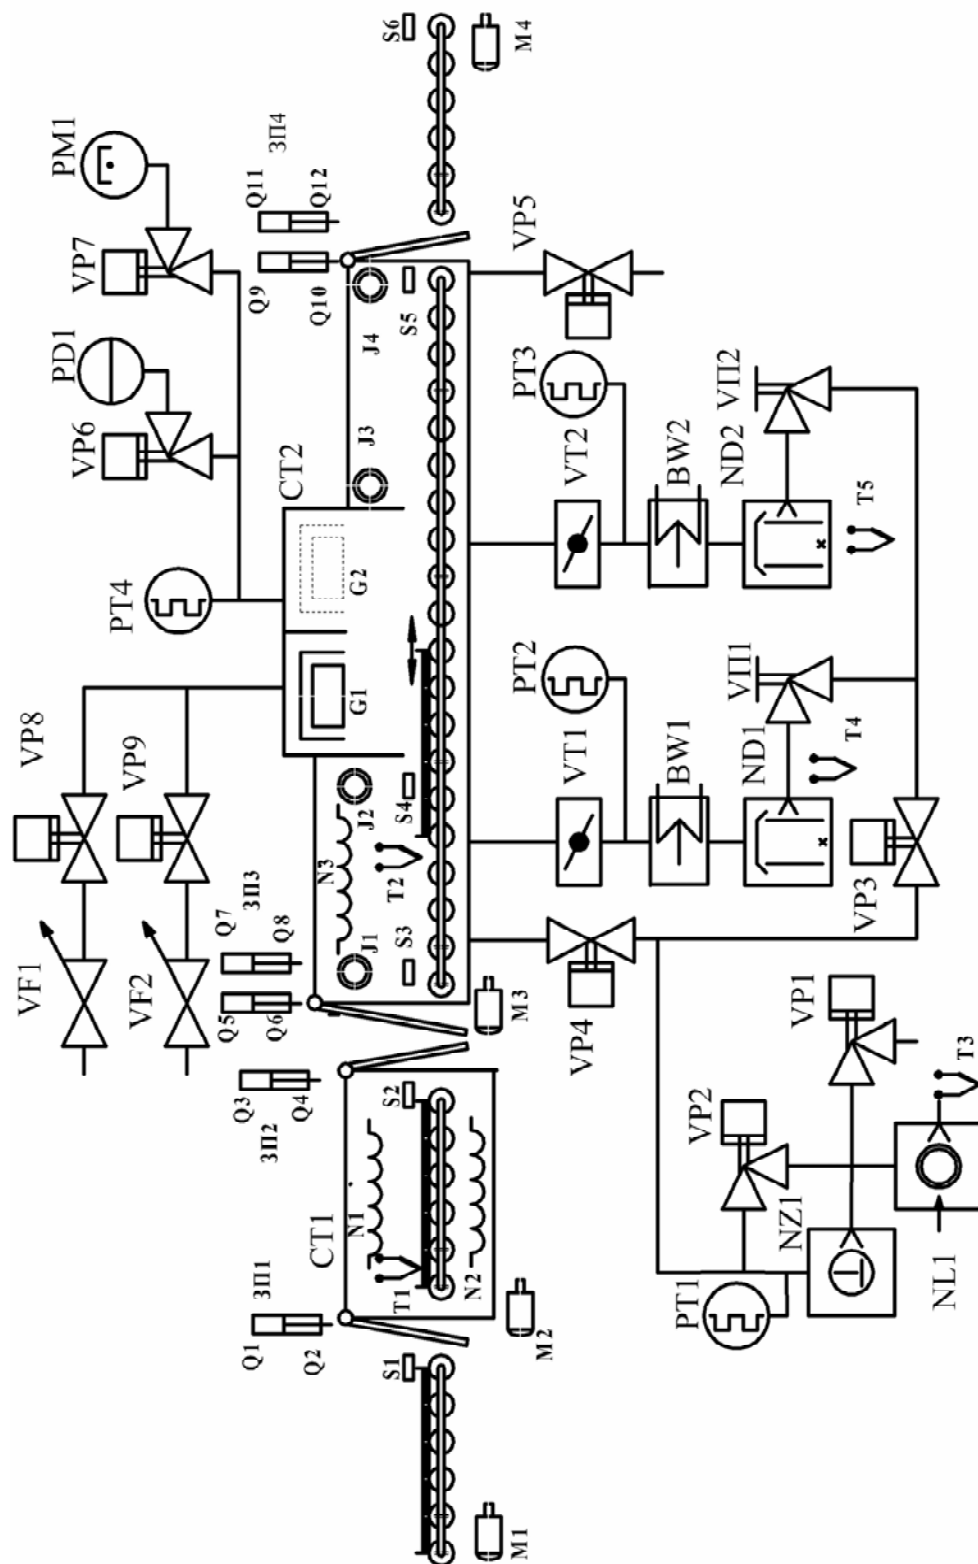 VF1
VP8
VF2
VP9
PT4
VP6
PD1
VP7
PM1
Q7
ЗП3
Q8
Q5
Q6
Q3
ЗП2
Q4
Q1
ЗП1
Q2
CT1
CT2
Q9
Q10
Q11
ЗП4
Q12
N1
T1
N2
S1
S2
M1
M2
M3
J1
N3
J2
T2
S3
S4
G1
G2
J3
J4
S5
S6
M4
VP4
VP5
VT1
PT2
VT2
PT3
BW1
BW2
ND1
VП1
ND2
VП2
T4
T5
VP3
VP2
VP1
PT1
NZ1
NL1
T3